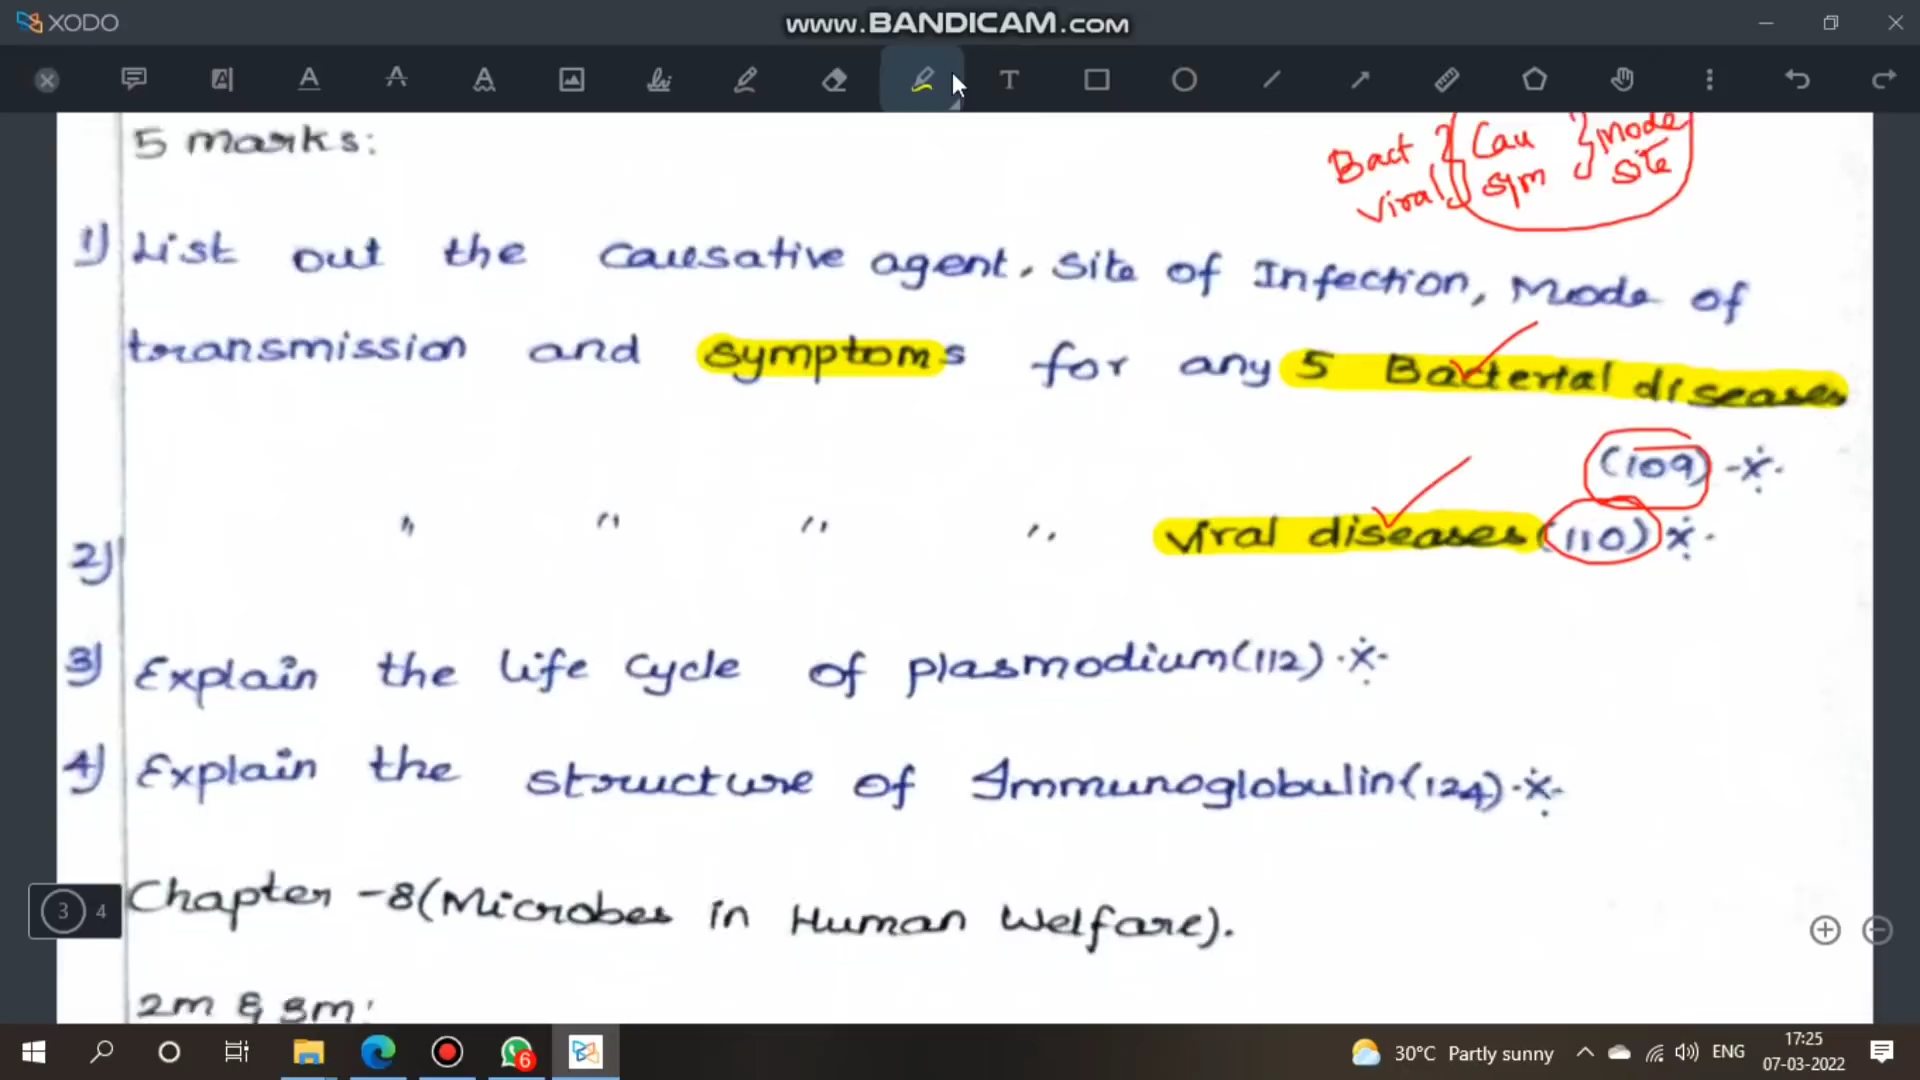 XODO
www.BANDICAM.com
5 marks:
Bact { Cau } Mode
Viral { Sym } Site
1) List out the causative agent, Site of Infection, Mode of
transmission and symptoms for any 5 Bacterial diseases
(109)
2) " " " " viral diseases (110)
3) Explain the life cycle of plasmodium (112)
4) Explain the structure of Immunoglobulin (124)
Chapter -8 (Microbes in Human Welfare).
2m & 3m:
3 4
6
30°C Partly sunny
ENG
17:25
07-03-2022